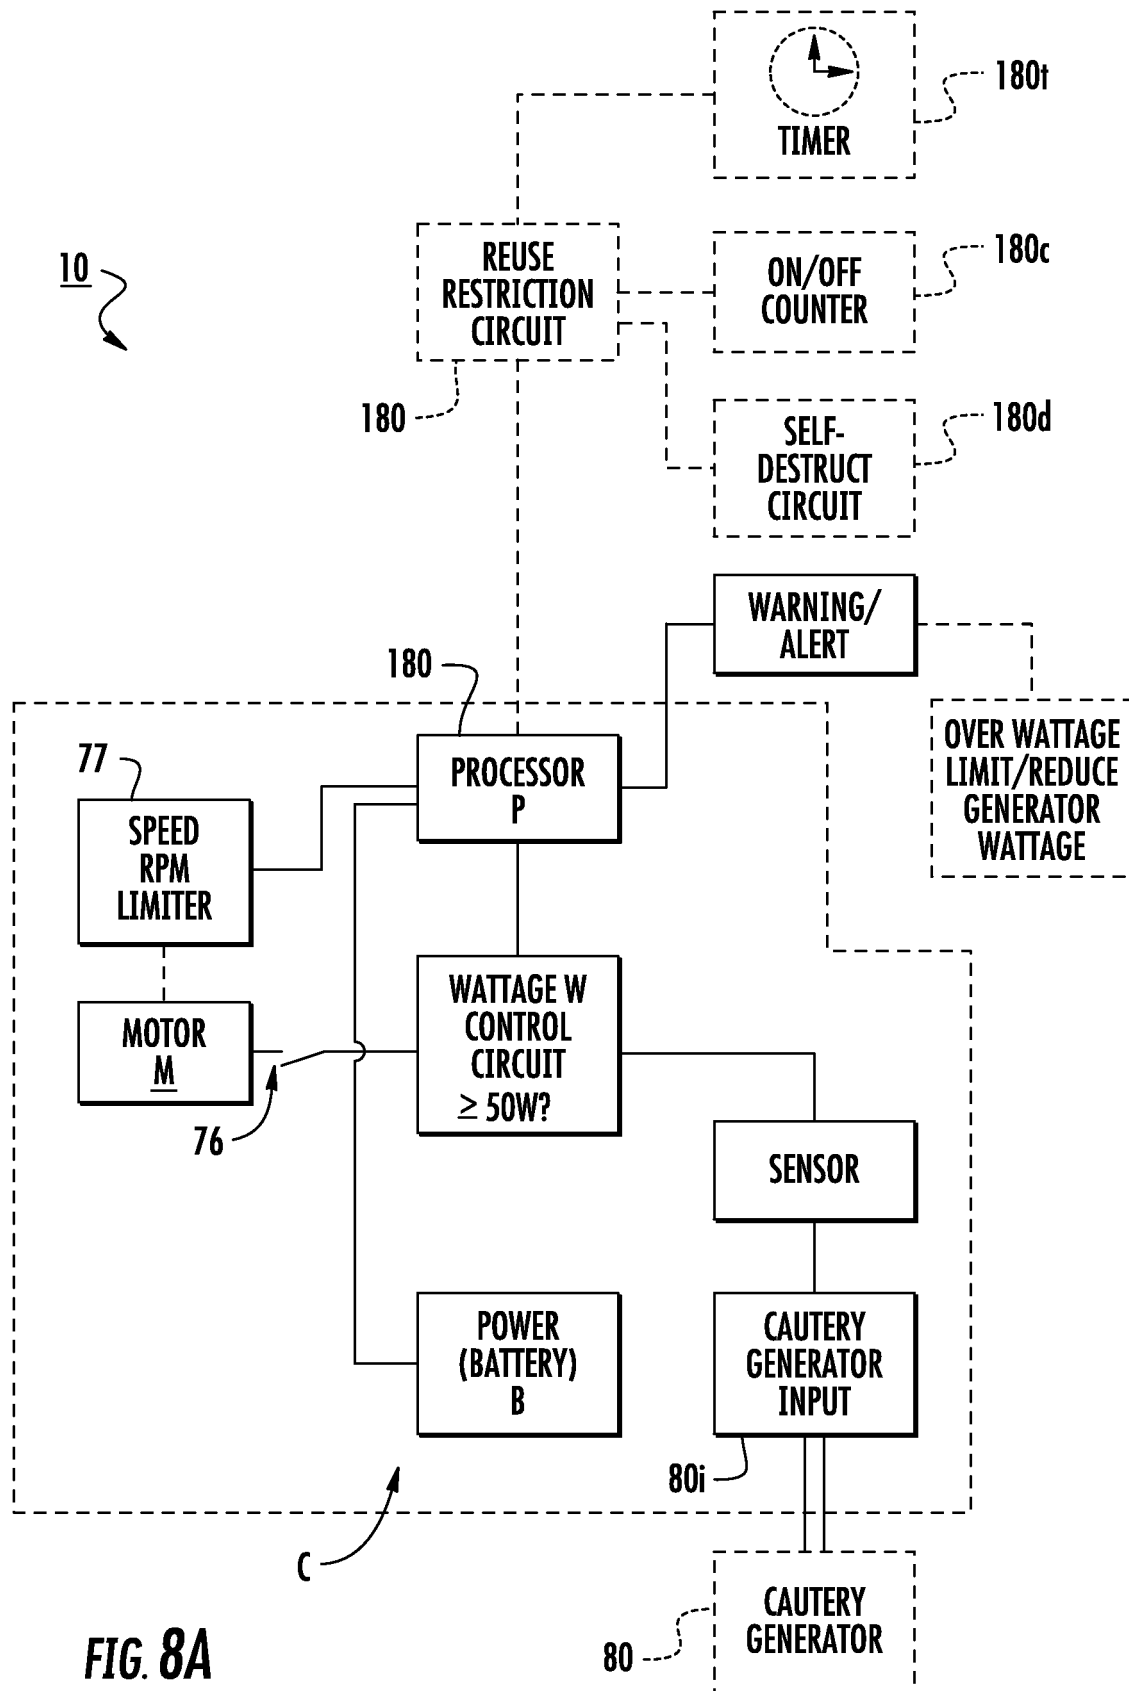 180t
TIMER
10
REUSE
RESTRICTION
CIRCUIT
180
ON/OFF
COUNTER
180c
SELF-
DESTRUCT
CIRCUIT
180d
WARNING/
ALERT
OVER WATTAGE
LIMIT/REDUCE
GENERATOR
WATTAGE
180
PROCESSOR
P
77
SPEED
RPM
LIMITER
MOTOR
M
76
WATTAGE W
CONTROL
CIRCUIT
≥ 50W?
SENSOR
POWER
(BATTERY)
B
CAUTERY
GENERATOR
INPUT
80i
C
CAUTERY
GENERATOR
80
FIG. 8A